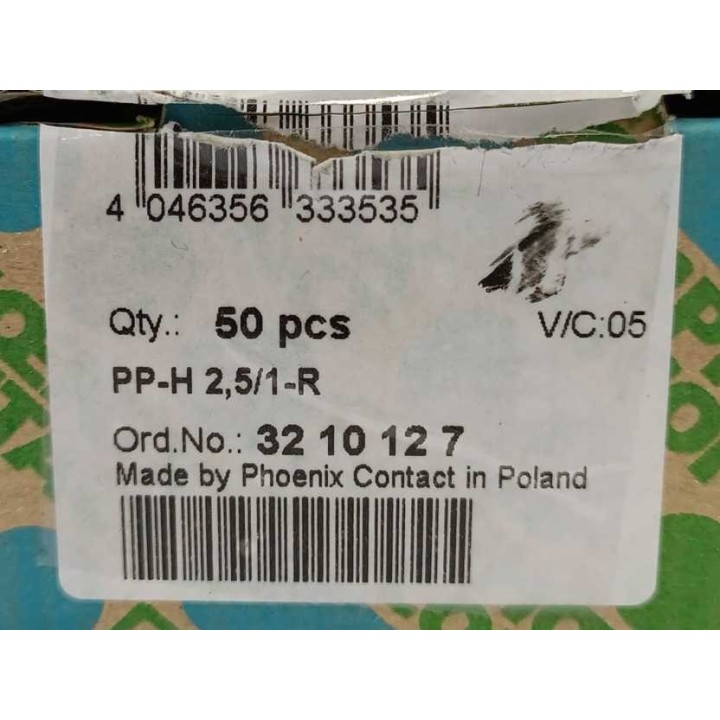 4 046356 333535
Qty.: 50 pcs V/C:05
PP-H 2,5/1-R
Ord.No.: 32 10 12 7
Made by Phoenix Contact in Poland